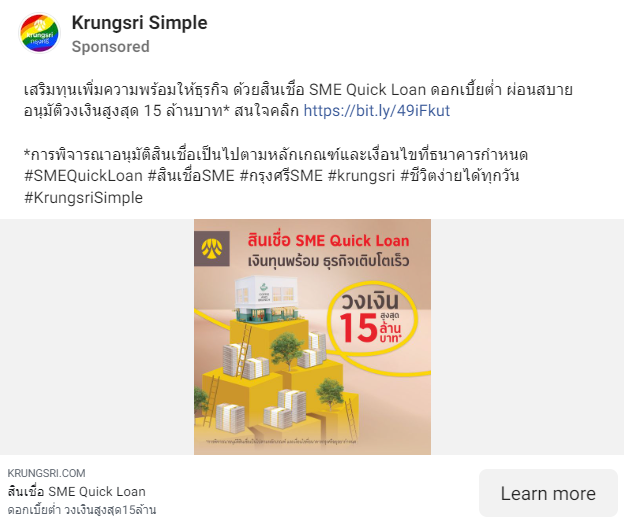 Krungsri Simple
Sponsored
เสริมทุนเพิ่มความพร้อมให้ธุรกิจ ด้วยสินเชื่อ SME Quick Loan ดอกเบี้ยต่ำ ผ่อนสบาย
อนุมัติวงเงินสูงสุด 15 ล้านบาท* สนใจคลิก https://bit.ly/49iFkut
*การพิจารณาอนุมัติสินเชื่อเป็นไปตามหลักเกณฑ์และเงื่อนไขที่ธนาคารกำหนด
#SMEQuickLoan #สินเชื่อSME #กรุงศรีSME #krungsri #ชีวิตง่ายได้ทุกวัน
#KrungsriSimple
krungsri
กรุงศรี
สินเชื่อ SME Quick Loan
เงินทุนพร้อม ธุรกิจเติบโตเร็ว
วงเงิน
สูงสุด
15 ล้าน
บาท*
KRUNGSRI.COM
สินเชื่อ SME Quick Loan
ดอกเบี้ยต่ำ วงเงินสูงสุด15ล้าน
Learn more